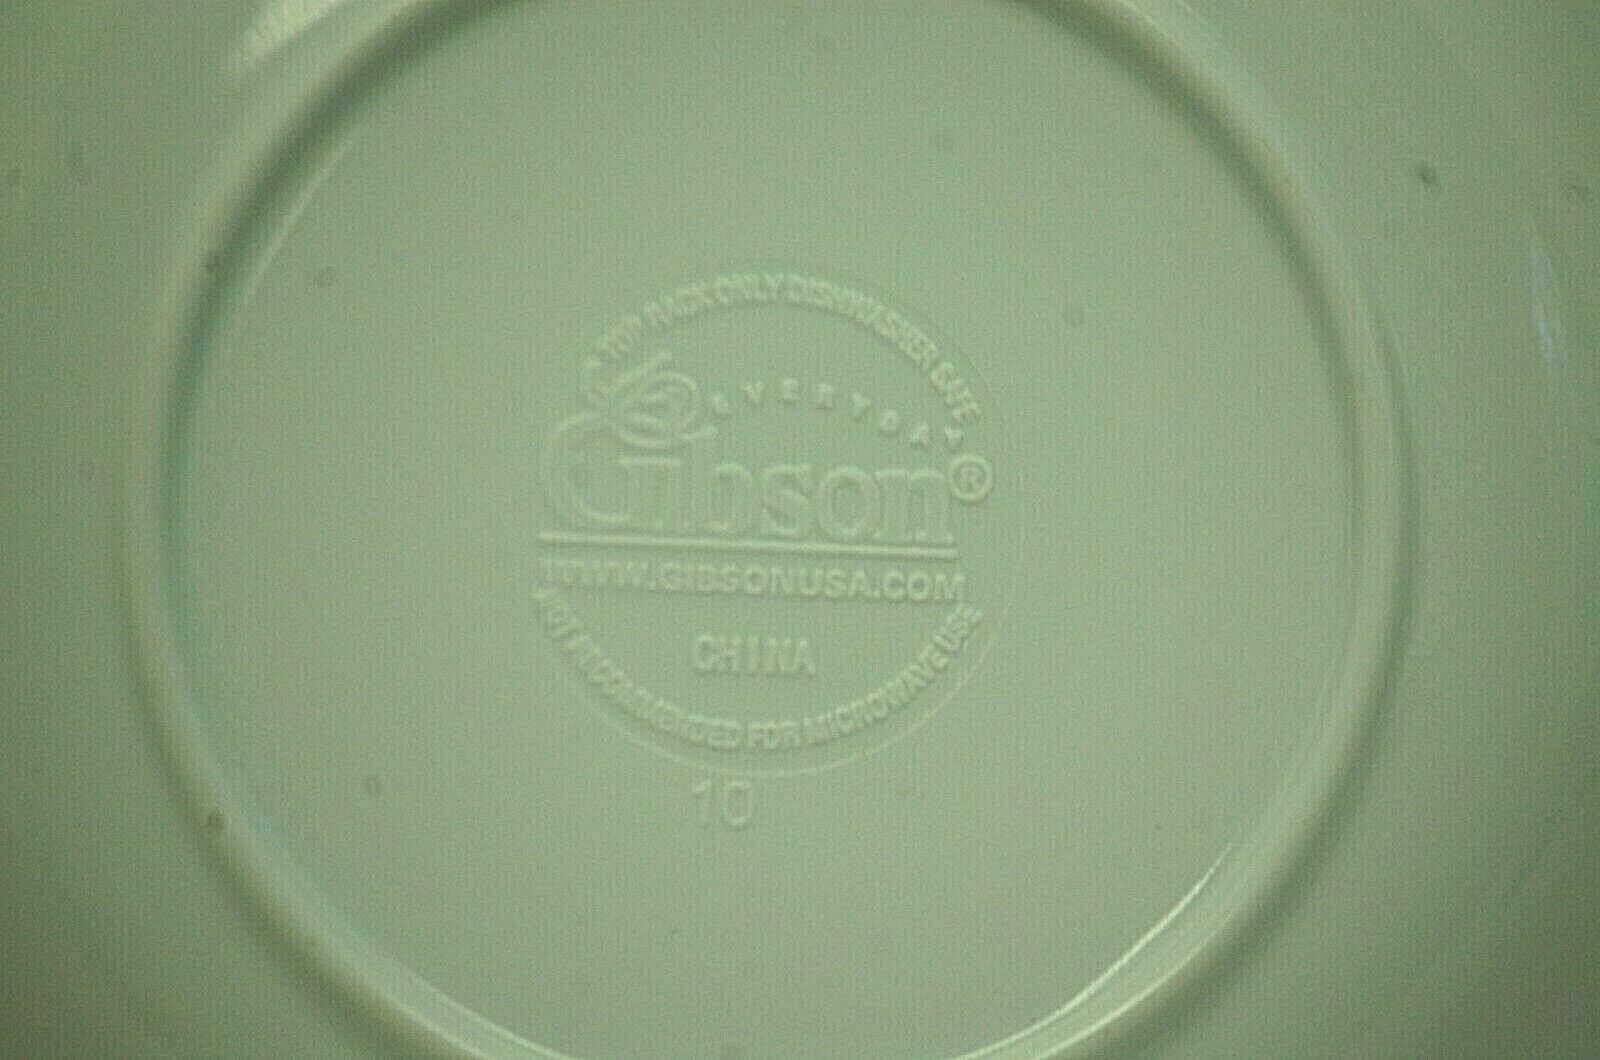 TOP RACK ONLY DISHWASHER SAFE
EVERYDAY
Gibson®
WWW.GIBSONUSA.COM
CHINA
NOT RECOMMENDED FOR MICROWAVE USE
10